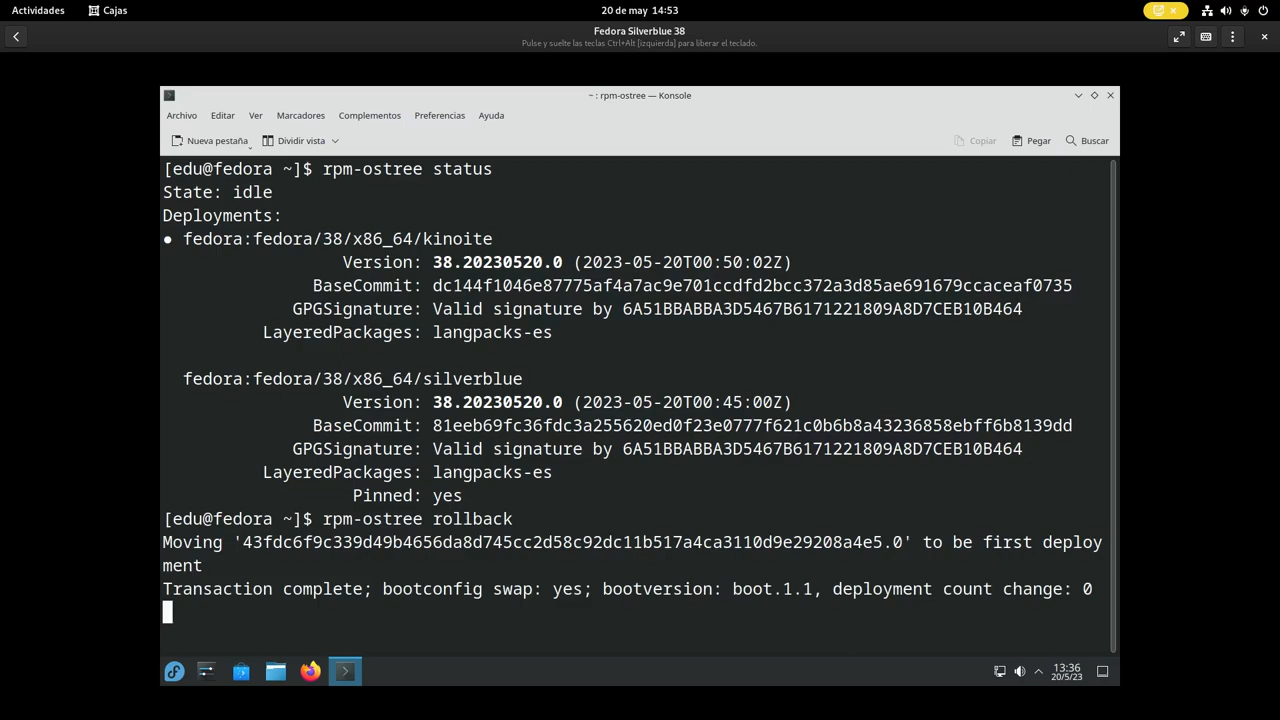 Actividades
Cajas
20 de may 14:53
Fedora Silverblue 38
Pulse y suelte las teclas Ctrl+Alt [izquierda] para liberar el teclado.
~ : rpm-ostree — Konsole
Archivo Editar Ver Marcadores Complementos Preferencias Ayuda
Nueva pestaña Dividir vista Copiar Pegar Buscar
[edu@fedora ~]$ rpm-ostree status
State: idle
Deployments:
● fedora:fedora/38/x86_64/kinoite
Version: 38.20230520.0 (2023-05-20T00:50:02Z)
BaseCommit: dc144f1046e87775af4a7ac9e701ccdfd2bcc372a3d85ae691679ccaceaf0735
GPGSignature: Valid signature by 6A51BBABBA3D5467B6171221809A8D7CEB10B464
LayeredPackages: langpacks-es
fedora:fedora/38/x86_64/silverblue
Version: 38.20230520.0 (2023-05-20T00:45:00Z)
BaseCommit: 81eeb69fc36fdc3a255620ed0f23e0777f621c0b6b8a43236858ebff6b8139dd
GPGSignature: Valid signature by 6A51BBABBA3D5467B6171221809A8D7CEB10B464
LayeredPackages: langpacks-es
Pinned: yes
[edu@fedora ~]$ rpm-ostree rollback
Moving '43fdc6f9c339d49b4656da8d745cc2d58c92dc11b517a4ca3110d9e29208a4e5.0' to be first deploy
ment
Transaction complete; bootconfig swap: yes; bootversion: boot.1.1, deployment count change: 0
13:36
20/5/23